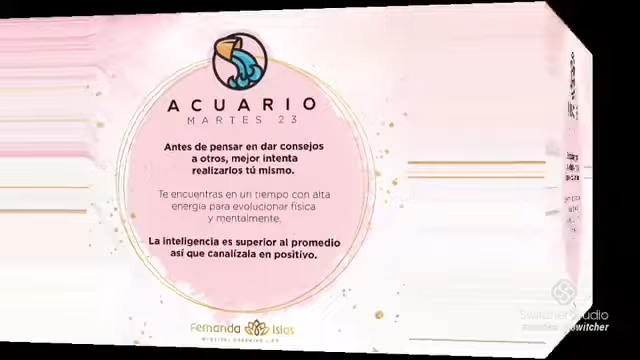 ACUARIO
MARTES 23
Antes de pensar en dar consejos
a otros, mejor intenta
realizarlos tú mismo.
Te encuentras en un tiempo con alta
energía para evolucionar física
y mentalmente.
La inteligencia es superior al promedio
así que canalízala en positivo.
Fernanda Islas
Switcher Studio